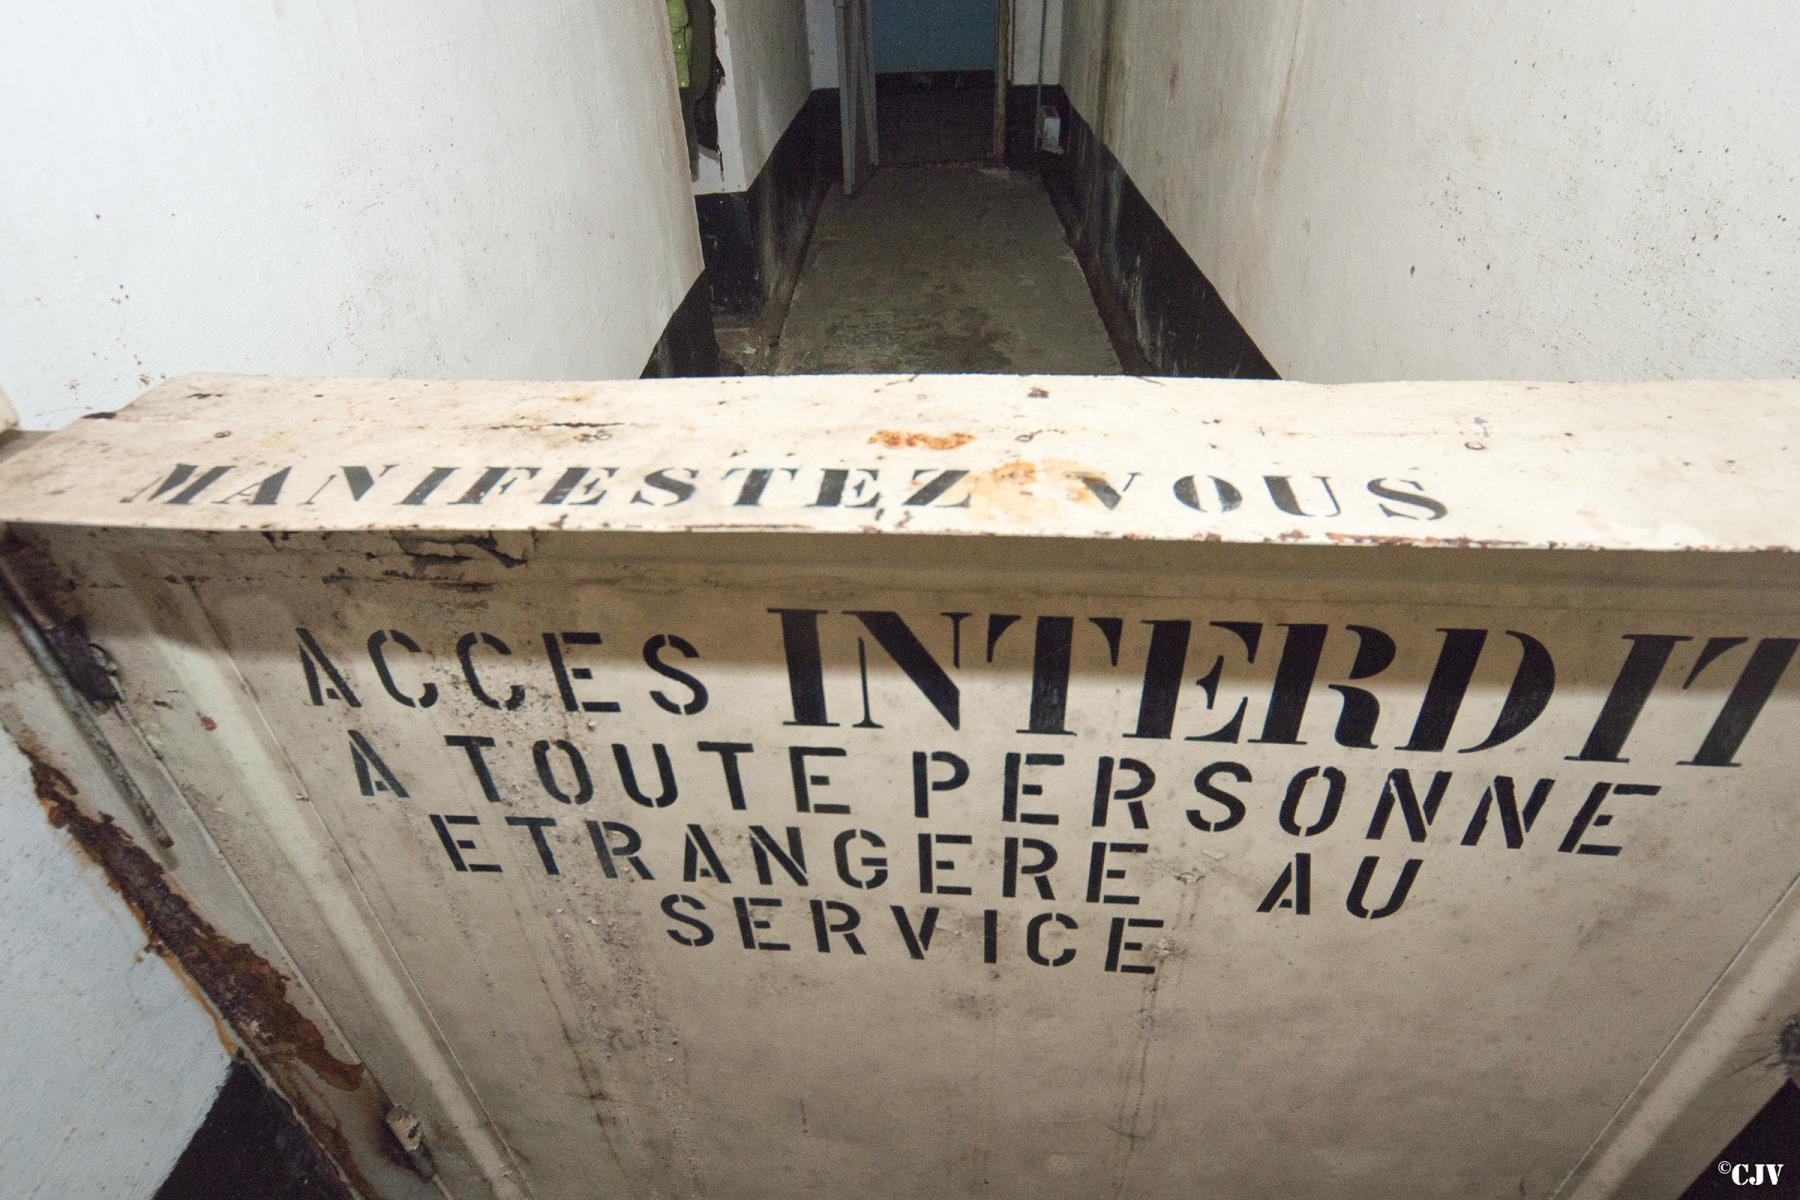 MANIFESTEZ VOUS
ACCES INTERDIT
A TOUTE PERSONNE
ETRANGERE AU
SERVICE
©CJV